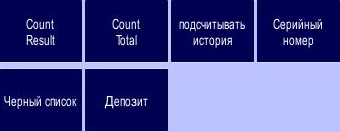 Count
Result
Count
Total
подсчитывать
история
Серийный
номер
Черный список
Депозит